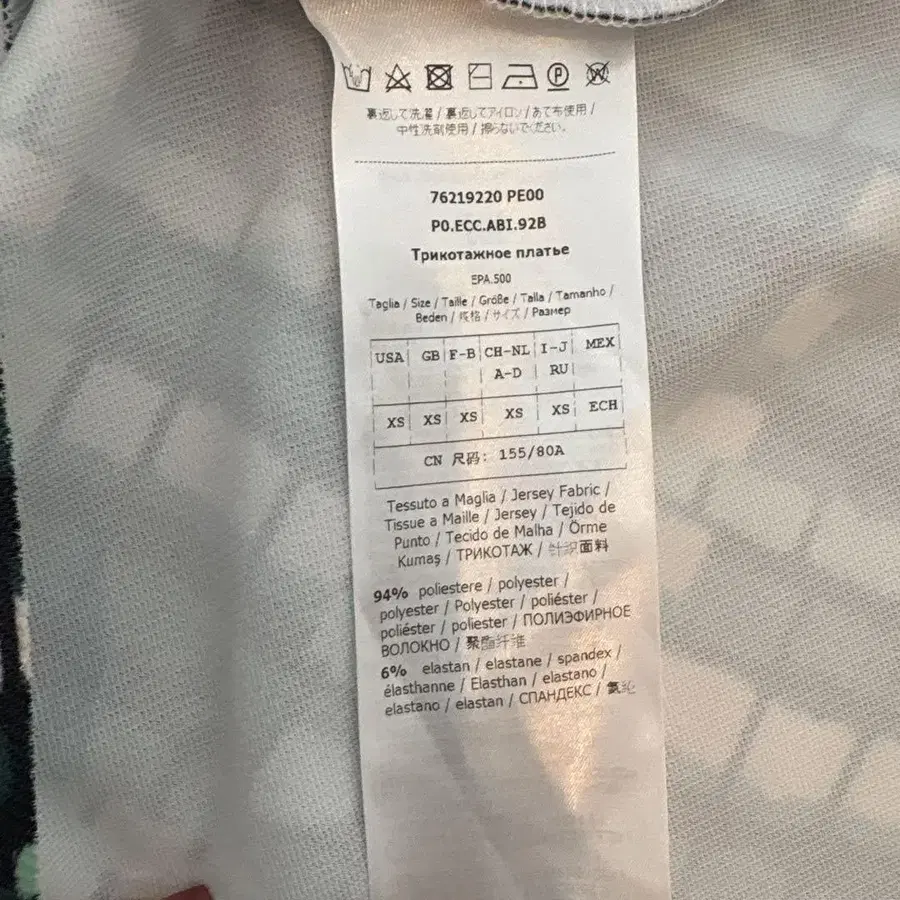 裏返して洗濯 / 裏返してアイロン / あて布使用 /
中性洗剤使用 / 擦らないでください。
76219220 PE00
P0.ECC.ABI.92B
Трикотажное платье
EPA.500
Taglia / Size / Taille / Größe / Talla / Tamanho /
Beden / 规格 / サイズ / Размер
USA GB F-B CH-NL I-J MEX
A-D RU
XS XS XS XS XS ECH
CN 尺码: 155/80A
Tessuto a Maglia / Jersey Fabric /
Tissue a Maille / Jersey / Tejido de
Punto / Tecido de Malha / Örme
Kumaş / ТРИКОТАЖ / 针织面料
94% poliestere / polyester /
polyester / Polyester / poliéster /
poliéster / poliester / ПОЛИЭФИРНОЕ
ВОЛОКНО / 聚酯纤维
6% elastan / elastane / spandex /
élasthanne / Elasthan / elastano /
elastano / elastan / СПАНДЕКС / 氨纶